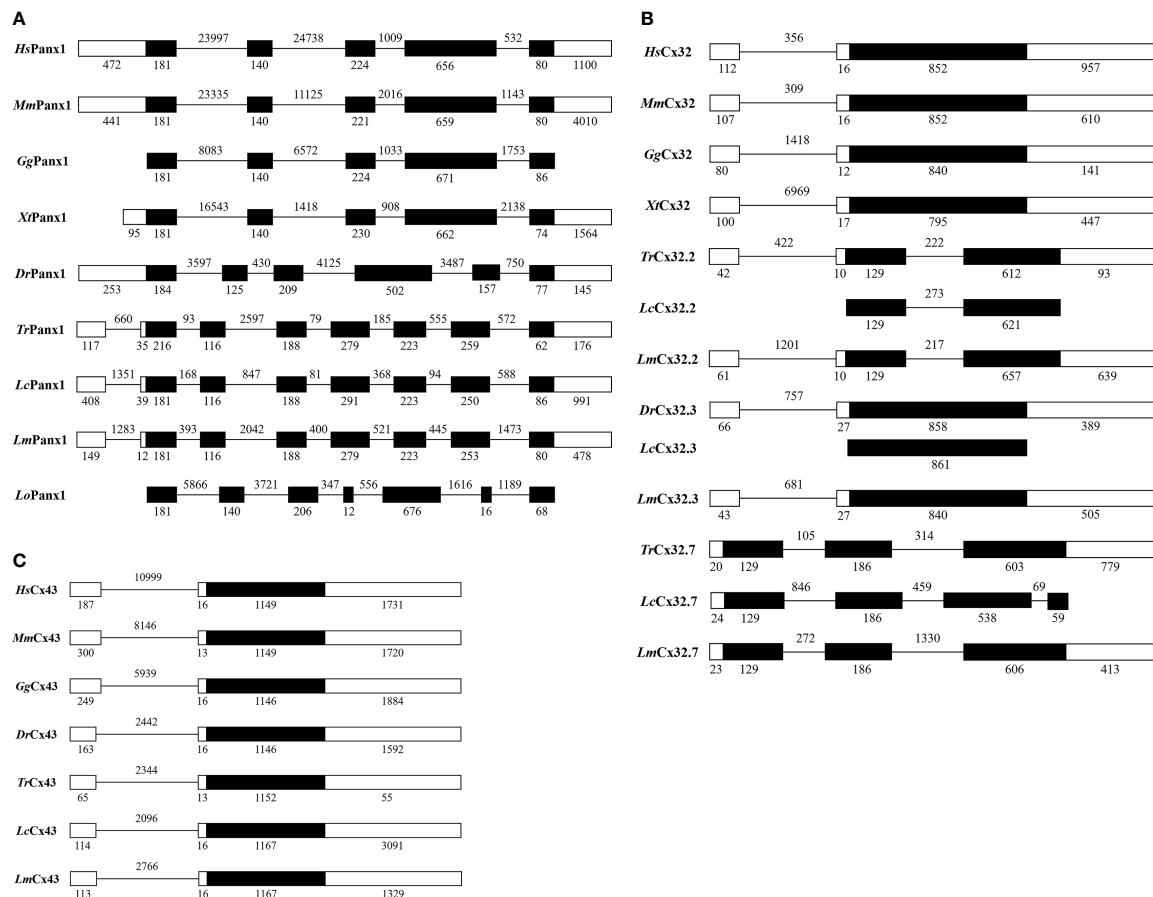 A
HsPanx1 23997 24738 1009 532
472 181 140 224 656 80 1100
MmPanx1 23335 11125 2016 1143
441 181 140 221 659 80 4010
GgPanx1 8083 6572 1033 1753
181 140 224 671 86
XtPanx1 16543 1418 908 2138
95 181 140 230 662 74 1564
DrPanx1 3597 430 4125 3487 750
253 184 125 209 502 157 77 145
TrPanx1 660 93 2597 79 185 555 572
117 35 216 116 188 279 223 259 62 176
LcPanx1 1351 168 847 81 368 94 588
408 39 181 116 188 291 223 250 86 991
LmPanx1 1283 393 2042 400 521 445 1473
149 12 181 116 188 279 223 253 80 478
LoPanx1 5866 3721 347 556 1616 1189
181 140 206 12 676 16 68
B
HsCx32 356
112 16 852 957
MmCx32 309
107 16 852 610
GgCx32 1418
80 12 840 141
XtCx32 6969
100 17 795 447
TrCx32.2 422 222
42 10 129 612 93
LcCx32.2 273
129 621
LmCx32.2 1201 217
61 10 129 657 639
DrCx32.3 757
66 27 858 389
LcCx32.3
861
LmCx32.3 681
43 27 840 505
TrCx32.7 105 314
20 129 186 603 779
LcCx32.7 846 459 69
24 129 186 538 59
LmCx32.7 272 1330
23 129 186 606 413
C
HsCx43 10999
187 16 1149 1731
MmCx43 8146
300 13 1149 1720
GgCx43 5939
249 16 1146 1884
DrCx43 2442
163 16 1146 1592
TrCx43 2344
65 13 1152 55
LcCx43 2096
114 16 1167 3091
LmCx43 2766
113 16 1167 1329